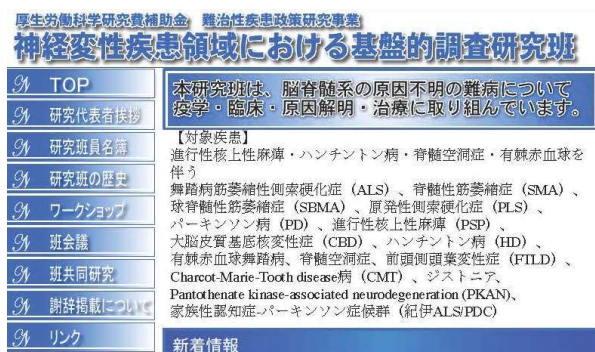 厚生労働科学研究費補助金 難治性疾患政策研究事業
神経変性疾患領域における基盤的調査研究班
TOP
研究代表者挨拶
研究班員名簿
研究班の歴史
ワークショップ
班会議
班共同研究
謝辞掲載について
リンク
本研究班は、脳脊髄系の原因不明の難病について
疫学・臨床・原因解明・治療に取り組んでいます。
【対象疾患】
進行性核上性麻痺・ハンチントン病・脊髄空洞症・有棘赤血球を
伴う
舞踏病筋萎縮性側索硬化症（ALS）、脊髄性筋萎縮症（SMA）、
球脊髄性筋萎縮症（SBMA）、原発性側索硬化症（PLS）、
パーキンソン病（PD）、進行性核上性麻痺（PSP）、
大脳皮質基底核変性症（CBD）、ハンチントン病（HD）、
有棘赤血球舞踏病、脊髄空洞症、前頭側頭葉変性症（FTLD）、
Charcot-Marie-Tooth disease病（CMT）、ジストニア、
Pantothenate kinase-associated neurodegeneration (PKAN)、
家族性認知症-パーキンソン症候群（紀伊ALS/PDC）
新着情報